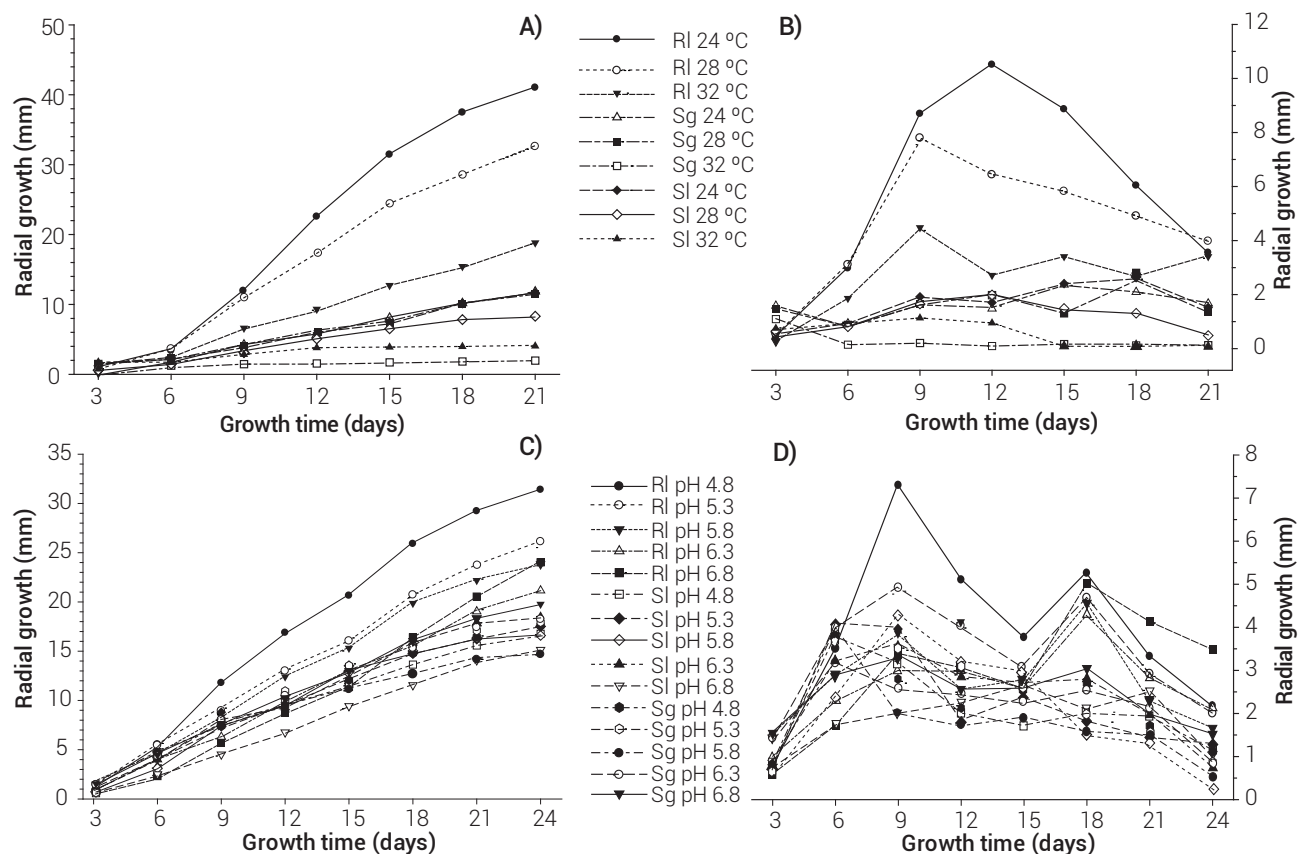 A)
B)
Radial growth (mm)
50
40
30
20
10
0
3 6 9 12 15 18 21
Growth time (days)
Rl 24 ºC
Rl 28 ºC
Rl 32 ºC
Sg 24 ºC
Sg 28 ºC
Sg 32 ºC
Sl 24 ºC
Sl 28 ºC
Sl 32 ºC
12
10
8
6
4
2
0
Radial growth (mm)
3 6 9 12 15 18 21
Growth time (days)
C)
D)
Radial growth (mm)
35
30
25
20
15
10
5
0
3 6 9 12 15 18 21 24
Growth time (days)
Rl pH 4.8
Rl pH 5.3
Rl pH 5.8
Rl pH 6.3
Rl pH 6.8
Sl pH 4.8
Sl pH 5.3
Sl pH 5.8
Sl pH 6.3
Sl pH 6.8
Sg pH 4.8
Sg pH 5.3
Sg pH 5.8
Sg pH 6.3
Sg pH 6.8
8
7
6
5
4
3
2
1
0
Radial growth (mm)
3 6 9 12 15 18 21 24
Growth time (days)